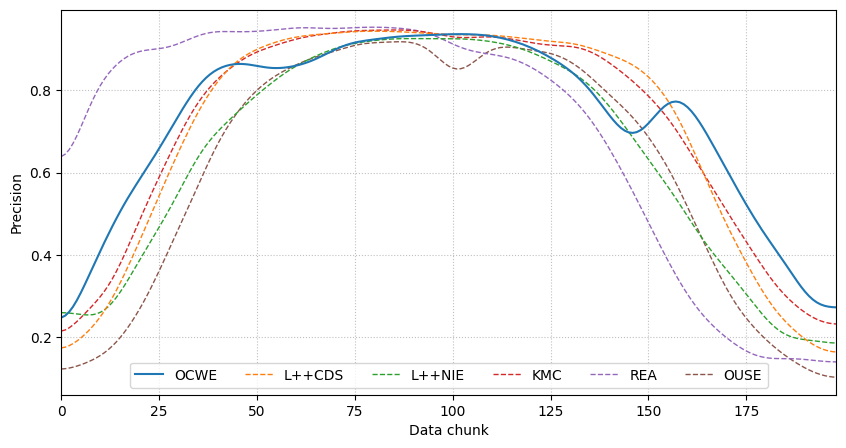 Precision
0.8
0.6
0.4
0.2
OCWE L++CDS L++NIE KMC REA OUSE
0 25 50 75 100 125 150 175
Data chunk